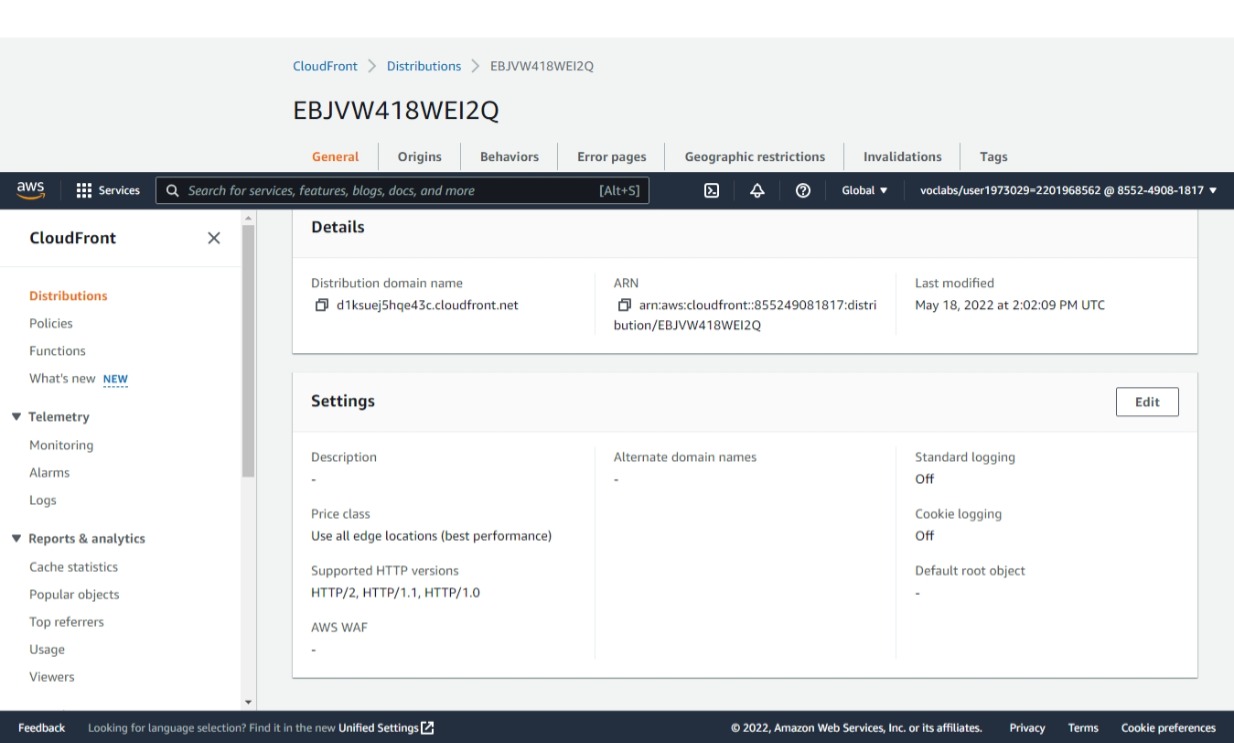 CloudFront > Distributions > EBJVW418WEI2Q
EBJVW418WEI2Q
General Origins Behaviors Error pages Geographic restrictions Invalidations Tags
aws Services Search for services, features, blogs, docs, and more [Alt+S] Global voclabs/user1973029=2201968562 @ 8552-4908-1817
CloudFront
Distributions
Policies
Functions
What's new NEW
Telemetry
Monitoring
Alarms
Logs
Reports & analytics
Cache statistics
Popular objects
Top referrers
Usage
Viewers
Details
Distribution domain name
d1ksuej5hqe43c.cloudfront.net
ARN
arn:aws:cloudfront::855249081817:distri
bution/EBJVW418WEI2Q
Last modified
May 18, 2022 at 2:02:09 PM UTC
Settings
Edit
Description
-
Price class
Use all edge locations (best performance)
Supported HTTP versions
HTTP/2, HTTP/1.1, HTTP/1.0
AWS WAF
-
Alternate domain names
-
Standard logging
Off
Cookie logging
Off
Default root object
-
Feedback Looking for language selection? Find it in the new Unified Settings © 2022, Amazon Web Services, Inc. or its affiliates. Privacy Terms Cookie preferences